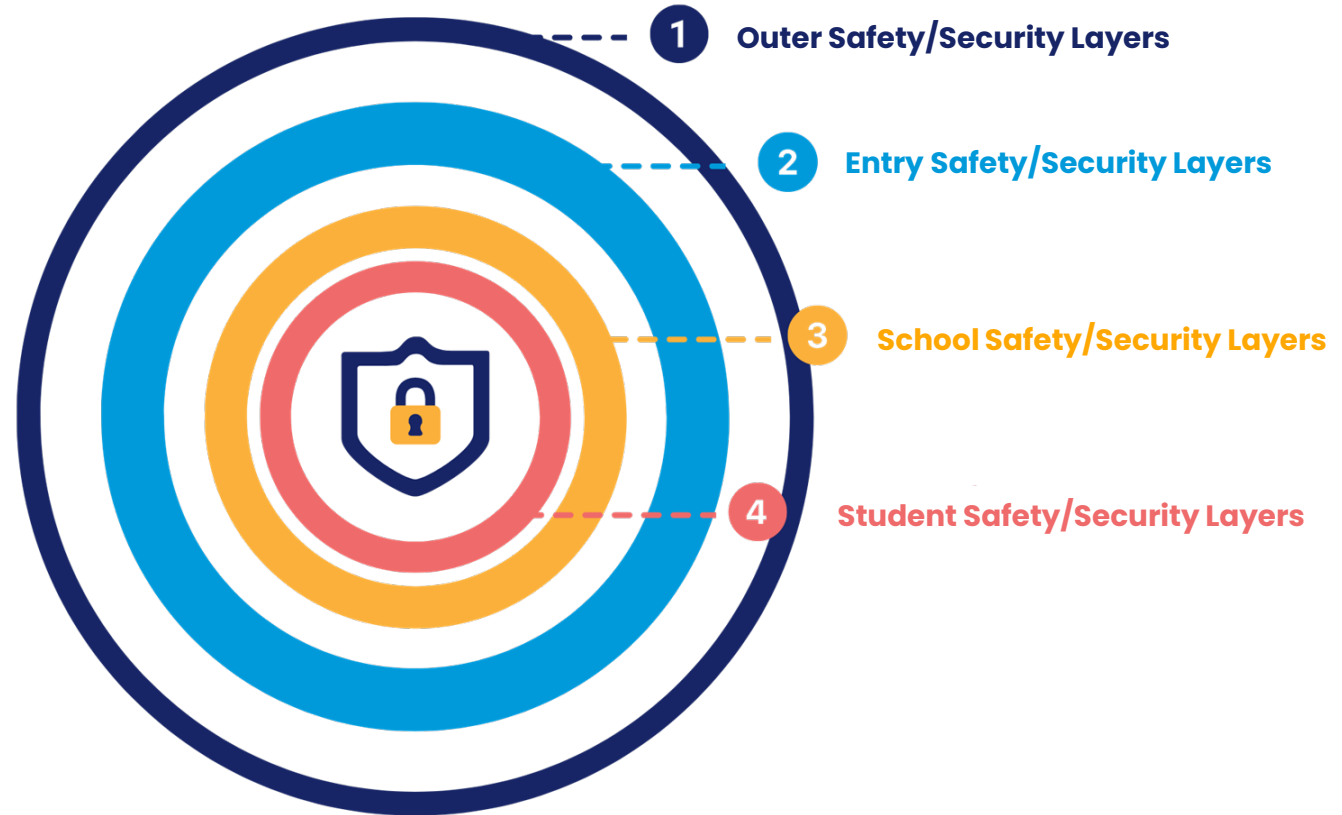 1 Outer Safety/Security Layers
2 Entry Safety/Security Layers
3 School Safety/Security Layers
4 Student Safety/Security Layers